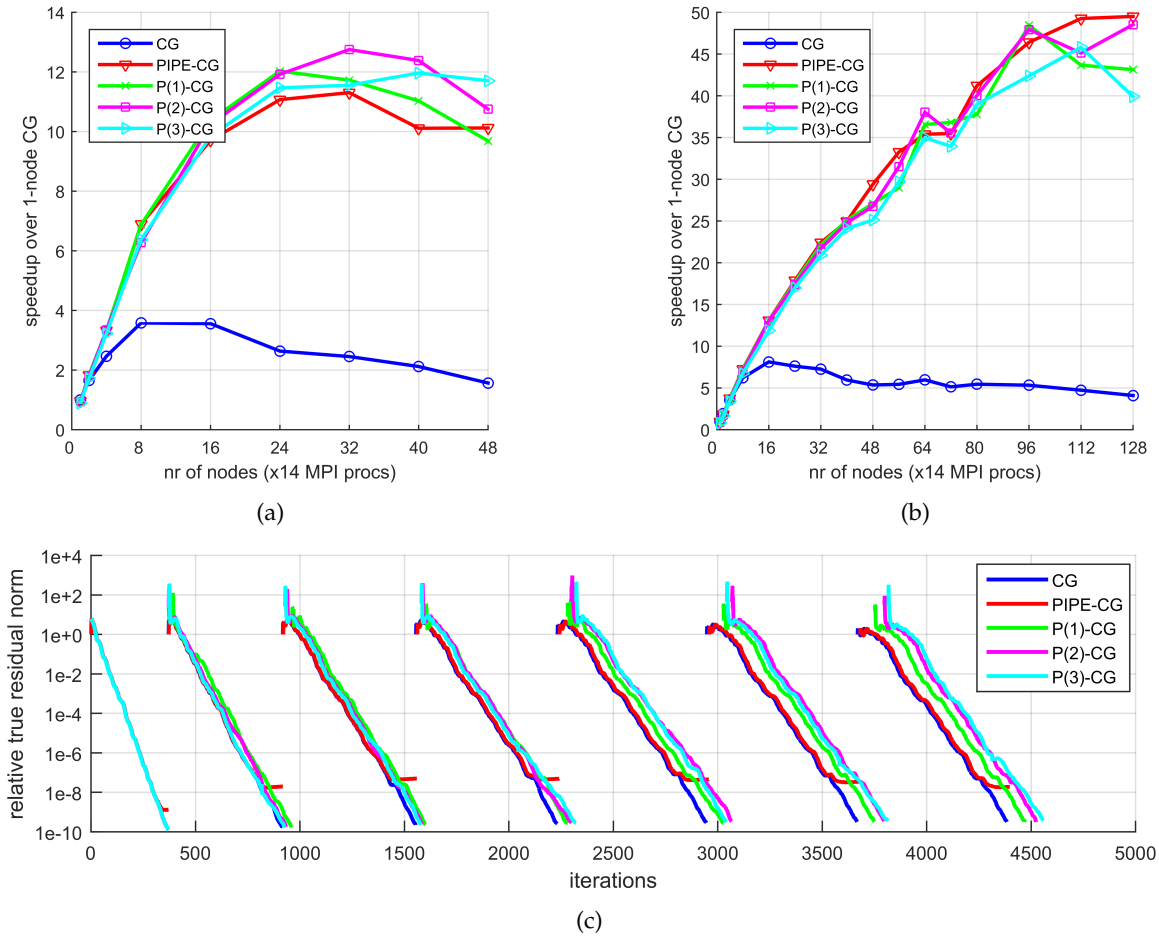 14
12
10
8
6
4
2
0
speedup over 1-node CG
CG
PIPE-CG
P(1)-CG
P(2)-CG
P(3)-CG
0 8 16 24 32 40 48
nr of nodes (x14 MPI procs)
(a)
50
45
40
35
30
25
20
15
10
5
0
speedup over 1-node CG
CG
PIPE-CG
P(1)-CG
P(2)-CG
P(3)-CG
0 16 32 48 64 80 96 112 128
nr of nodes (x14 MPI procs)
(b)
1e+4
1e+2
1e+0
1e-2
1e-4
1e-6
1e-8
1e-10
relative true residual norm
CG
PIPE-CG
P(1)-CG
P(2)-CG
P(3)-CG
0 500 1000 1500 2000 2500 3000 3500 4000 4500 5000
iterations
(c)